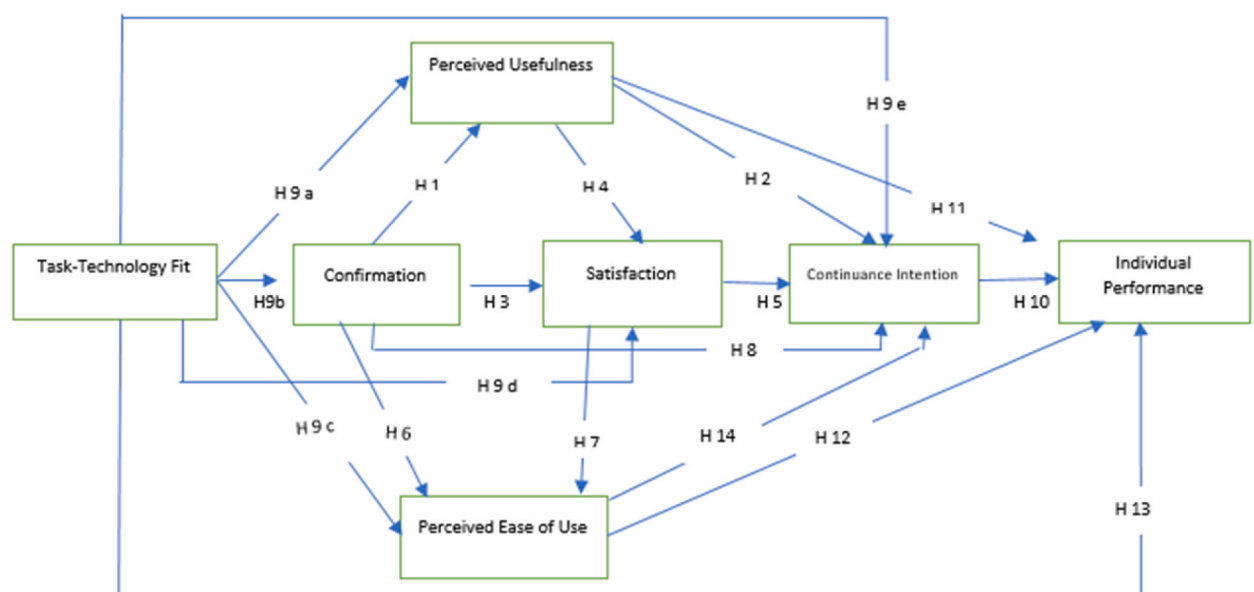 Perceived Usefulness
H 9 e
H 9 a
H 1
H 4
H 2
H 11
Task-Technology Fit
Confirmation
Satisfaction
Continuance Intention
Individual
Performance
H9b
H 3
H 5
H 10
H 8
H 9 d
H 9 c
H 6
H 7
H 14
H 12
Perceived Ease of Use
H 13